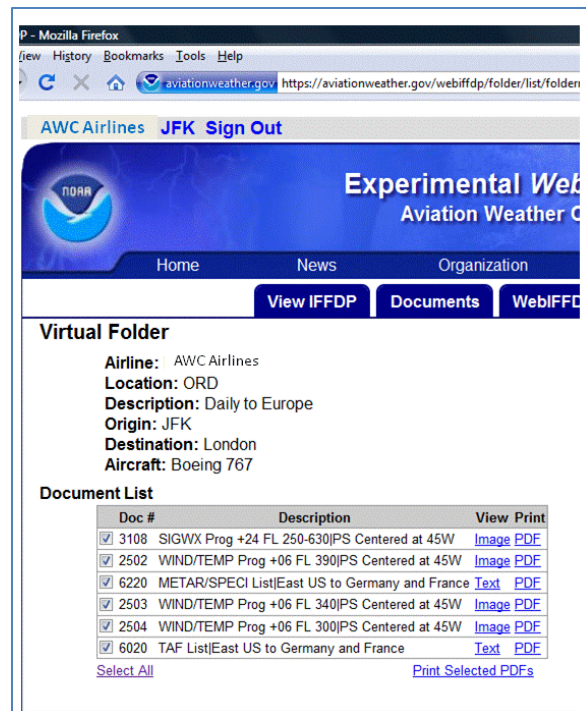 P - Mozilla Firefox
View History Bookmarks Tools Help
aviationweather.gov https://aviationweather.gov/webiffdp/folder/list/folder
AWC Airlines JFK Sign Out
NOAA
Experimental Web
Aviation Weather C
Home News Organization
View IFFDP Documents WebIFFD
Virtual Folder
Airline: AWC Airlines
Location: ORD
Description: Daily to Europe
Origin: JFK
Destination: London
Aircraft: Boeing 767
Document List
Doc # Description View Print
3108 SIGWX Prog +24 FL 250-630|PS Centered at 45W Image PDF
2502 WIND/TEMP Prog +06 FL 390|PS Centered at 45W Image PDF
6220 METAR/SPECI List|East US to Germany and France Text PDF
2503 WIND/TEMP Prog +06 FL 340|PS Centered at 45W Image PDF
2504 WIND/TEMP Prog +06 FL 300|PS Centered at 45W Image PDF
6020 TAF List|East US to Germany and France Text PDF
Select All Print Selected PDFs